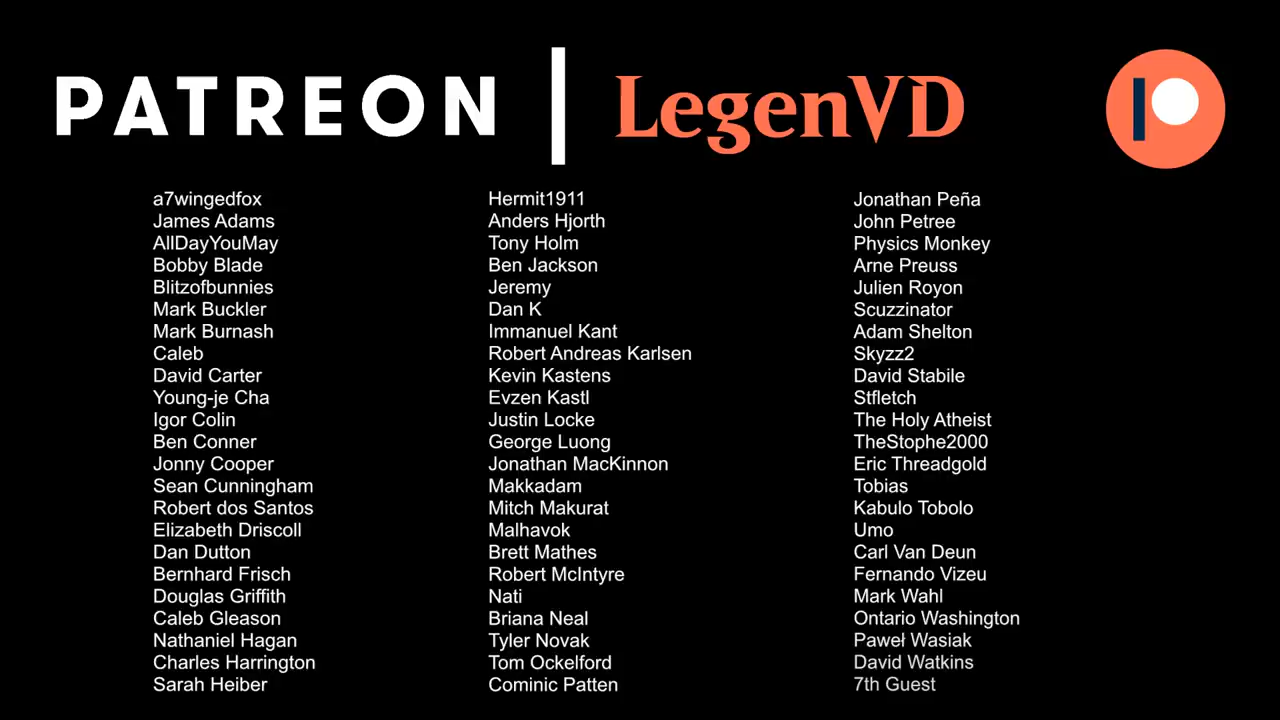 PATREON | LegenVD
a7wingedfox
James Adams
AllDayYouMay
Bobby Blade
Blitzofbunnies
Mark Buckler
Mark Burnash
Caleb
David Carter
Young-je Cha
Igor Colin
Ben Conner
Jonny Cooper
Sean Cunningham
Robert dos Santos
Elizabeth Driscoll
Dan Dutton
Bernhard Frisch
Douglas Griffith
Caleb Gleason
Nathaniel Hagan
Charles Harrington
Sarah Heiber
Hermit1911
Anders Hjorth
Tony Holm
Ben Jackson
Jeremy
Dan K
Immanuel Kant
Robert Andreas Karlsen
Kevin Kastens
Evzen Kastl
Justin Locke
George Luong
Jonathan MacKinnon
Makkadam
Mitch Makurat
Malhavok
Brett Mathes
Robert McIntyre
Nati
Briana Neal
Tyler Novak
Tom Ockelford
Cominic Patten
Jonathan Peña
John Petree
Physics Monkey
Arne Preuss
Julien Royon
Scuzzinator
Adam Shelton
Skyzz2
David Stabile
Stfletch
The Holy Atheist
TheStophe2000
Eric Threadgold
Tobias
Kabulo Tobolo
Umo
Carl Van Deun
Fernando Vizeu
Mark Wahl
Ontario Washington
Paweł Wasiak
David Watkins
7th Guest